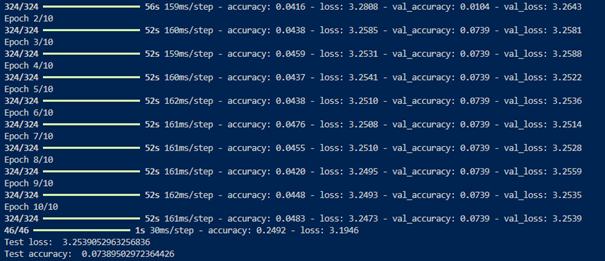 324/324 ━━━━━━━━━━━━━━━━━━━━ 56s 159ms/step - accuracy: 0.0416 - loss: 3.2808 - val_accuracy: 0.0104 - val_loss: 3.2643
Epoch 2/10
324/324 ━━━━━━━━━━━━━━━━━━━━ 52s 160ms/step - accuracy: 0.0438 - loss: 3.2585 - val_accuracy: 0.0739 - val_loss: 3.2581
Epoch 3/10
324/324 ━━━━━━━━━━━━━━━━━━━━ 52s 159ms/step - accuracy: 0.0459 - loss: 3.2531 - val_accuracy: 0.0739 - val_loss: 3.2588
Epoch 4/10
324/324 ━━━━━━━━━━━━━━━━━━━━ 52s 160ms/step - accuracy: 0.0437 - loss: 3.2541 - val_accuracy: 0.0739 - val_loss: 3.2522
Epoch 5/10
324/324 ━━━━━━━━━━━━━━━━━━━━ 52s 162ms/step - accuracy: 0.0438 - loss: 3.2510 - val_accuracy: 0.0739 - val_loss: 3.2536
Epoch 6/10
324/324 ━━━━━━━━━━━━━━━━━━━━ 52s 161ms/step - accuracy: 0.0476 - loss: 3.2508 - val_accuracy: 0.0739 - val_loss: 3.2514
Epoch 7/10
324/324 ━━━━━━━━━━━━━━━━━━━━ 52s 161ms/step - accuracy: 0.0455 - loss: 3.2510 - val_accuracy: 0.0739 - val_loss: 3.2528
Epoch 8/10
324/324 ━━━━━━━━━━━━━━━━━━━━ 52s 161ms/step - accuracy: 0.0420 - loss: 3.2495 - val_accuracy: 0.0739 - val_loss: 3.2559
Epoch 9/10
324/324 ━━━━━━━━━━━━━━━━━━━━ 52s 162ms/step - accuracy: 0.0448 - loss: 3.2493 - val_accuracy: 0.0739 - val_loss: 3.2535
Epoch 10/10
324/324 ━━━━━━━━━━━━━━━━━━━━ 52s 161ms/step - accuracy: 0.0483 - loss: 3.2473 - val_accuracy: 0.0739 - val_loss: 3.2539
46/46 ━━━━━━━━━━━━━━━━━━━━ 1s 30ms/step - accuracy: 0.2492 - loss: 3.1946
Test loss:  3.2539052963256836
Test accuracy:  0.07389502972364426